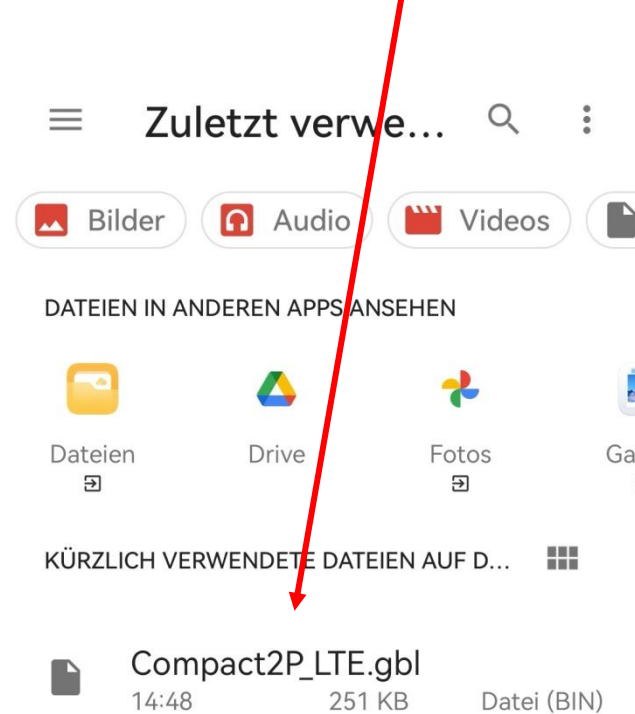 Zuletzt verwe...
Bilder Audio Videos
DATEIEN IN ANDEREN APPS ANSEHEN
Dateien Drive Fotos Ga
KÜRZLICH VERWENDETE DATEIEN AUF D...
Compact2P_LTE.gbl
14:48 251 KB Datei (BIN)